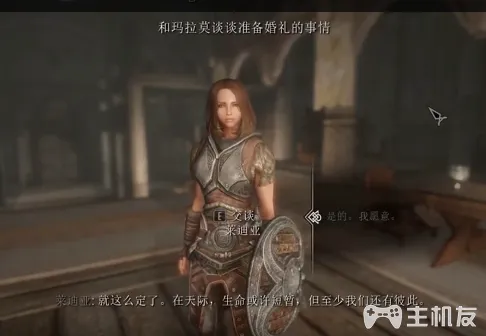 和玛拉莫谈谈准备婚礼的事情
E 交谈
莱迪亚
是的。我愿意。
莱迪亚: 就这么定了。在天际，生命或许短暂，但至少我们还有彼此。
主机友